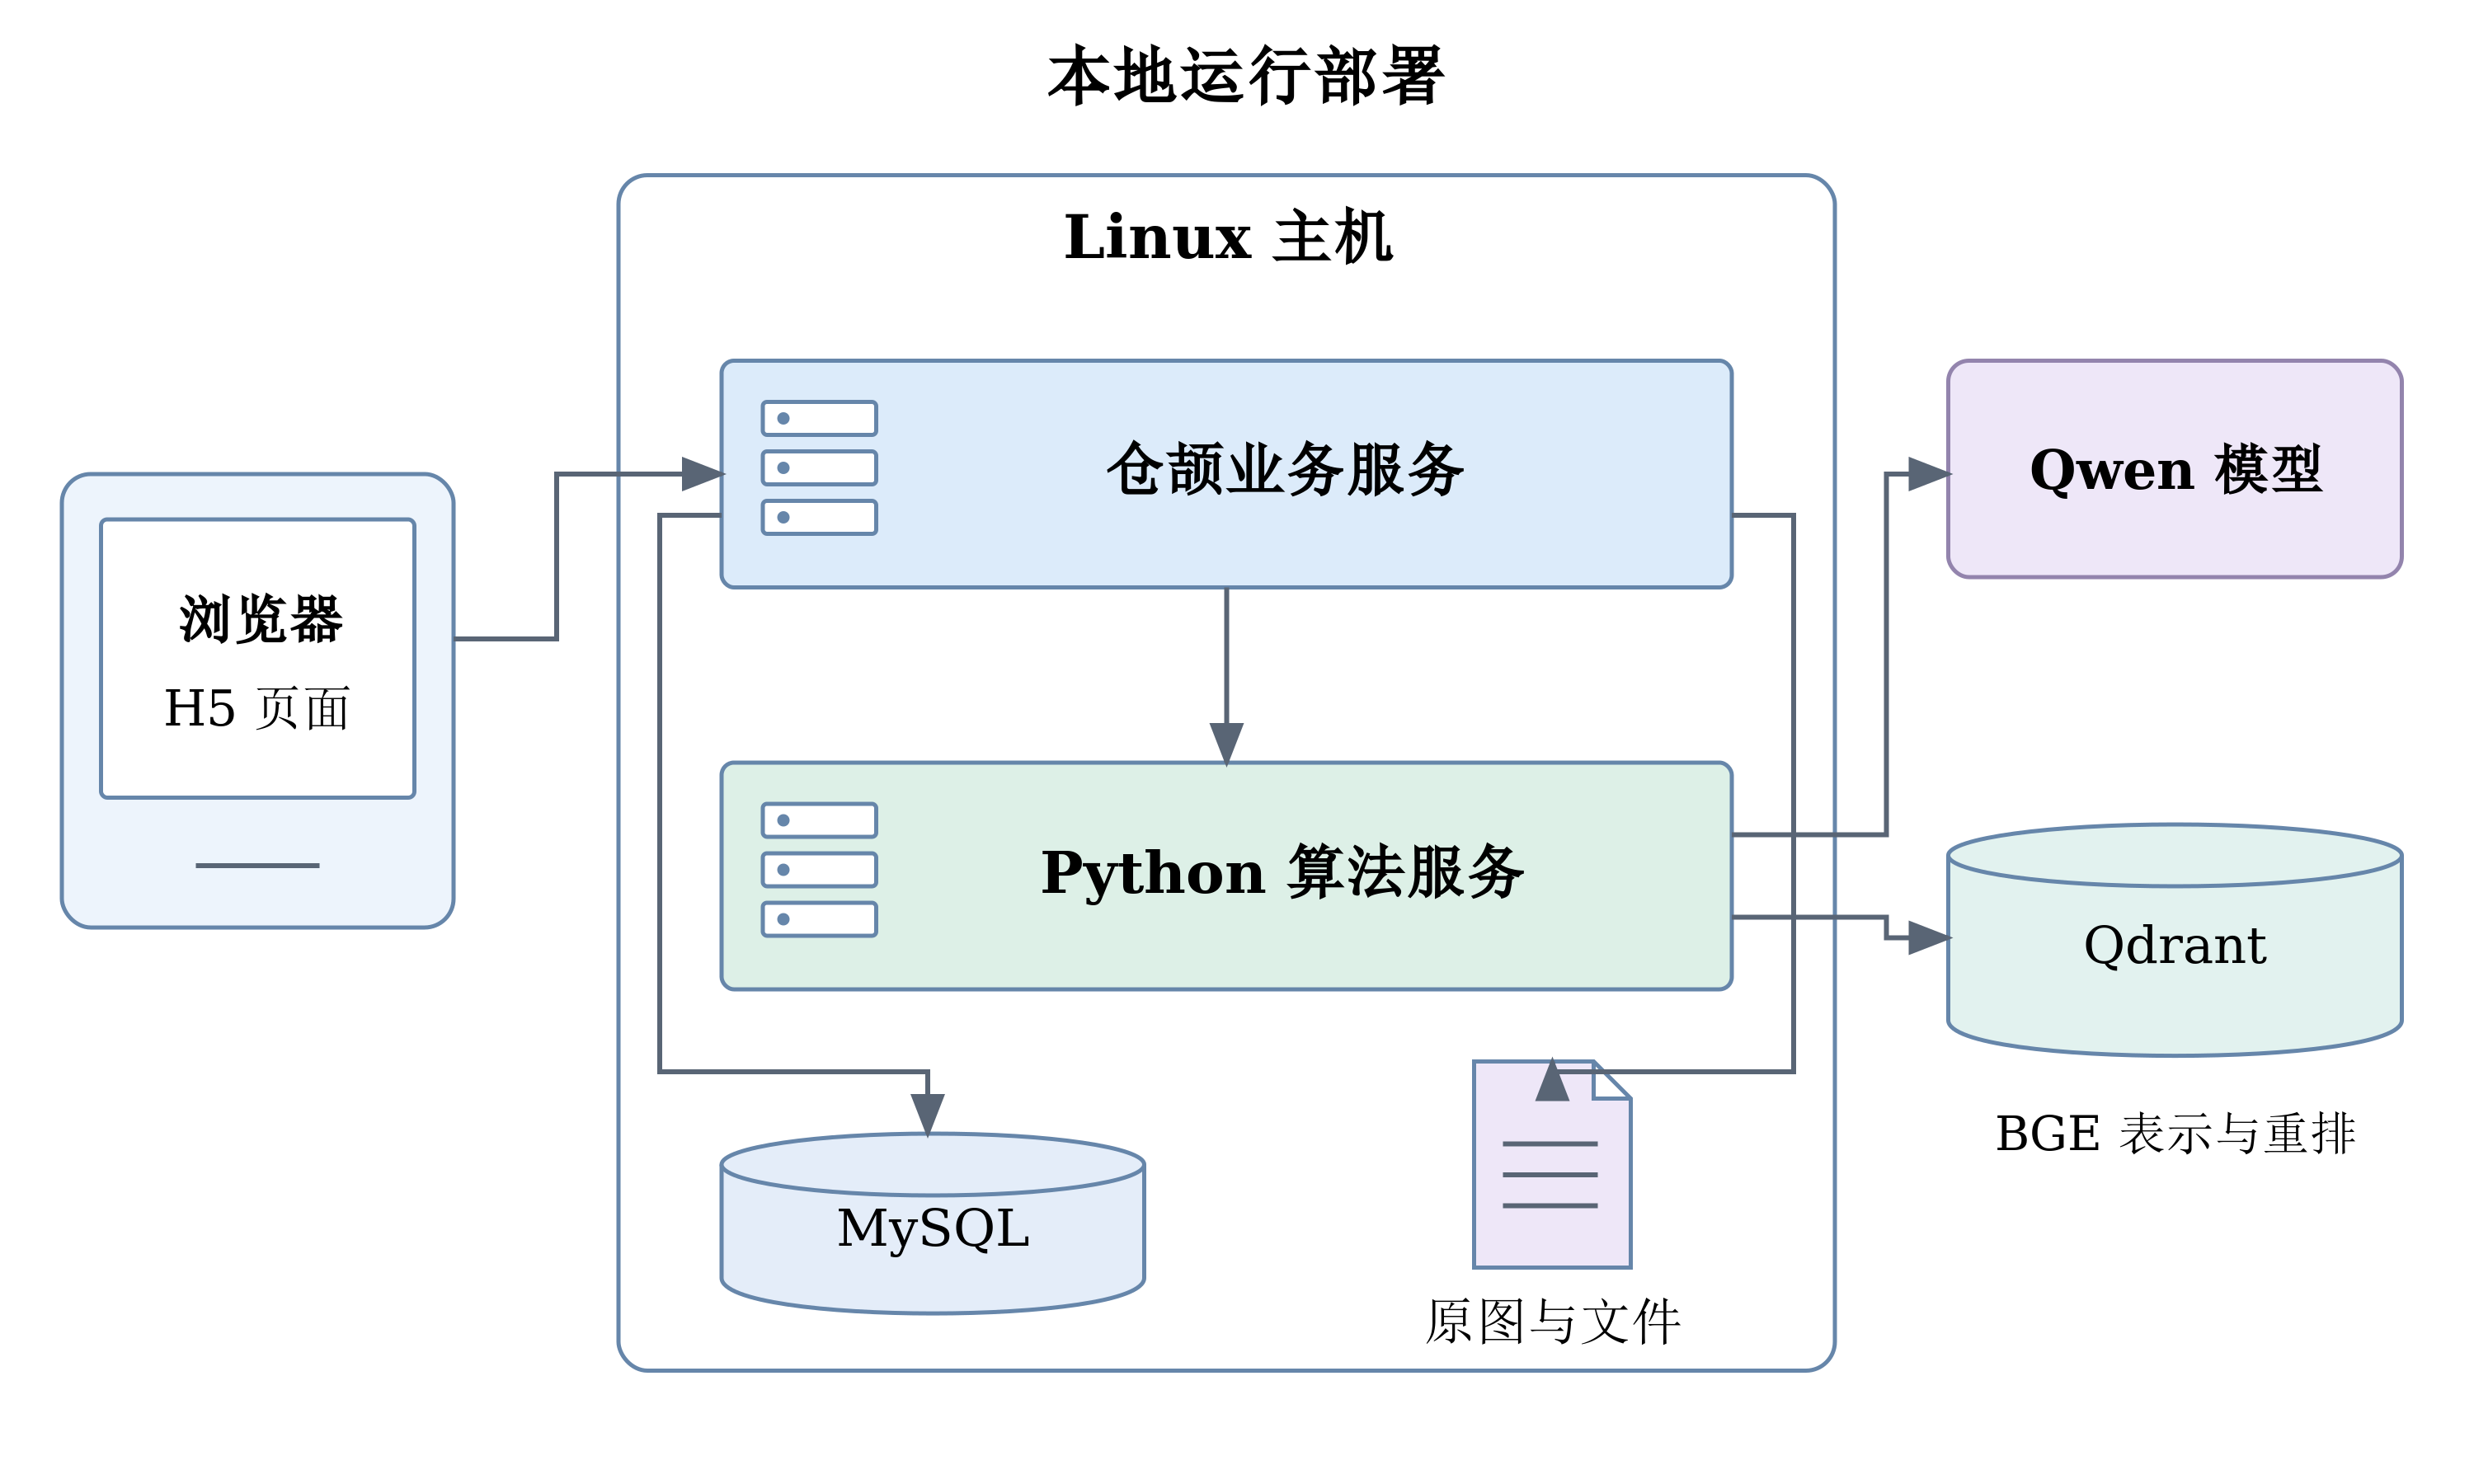 本地运行部署
Linux 主机
仓颉业务服务
Qwen 模型
浏览器
H5 页面
Python 算法服务
Qdrant
BGE 表示与重排
MySQL
原图与文件